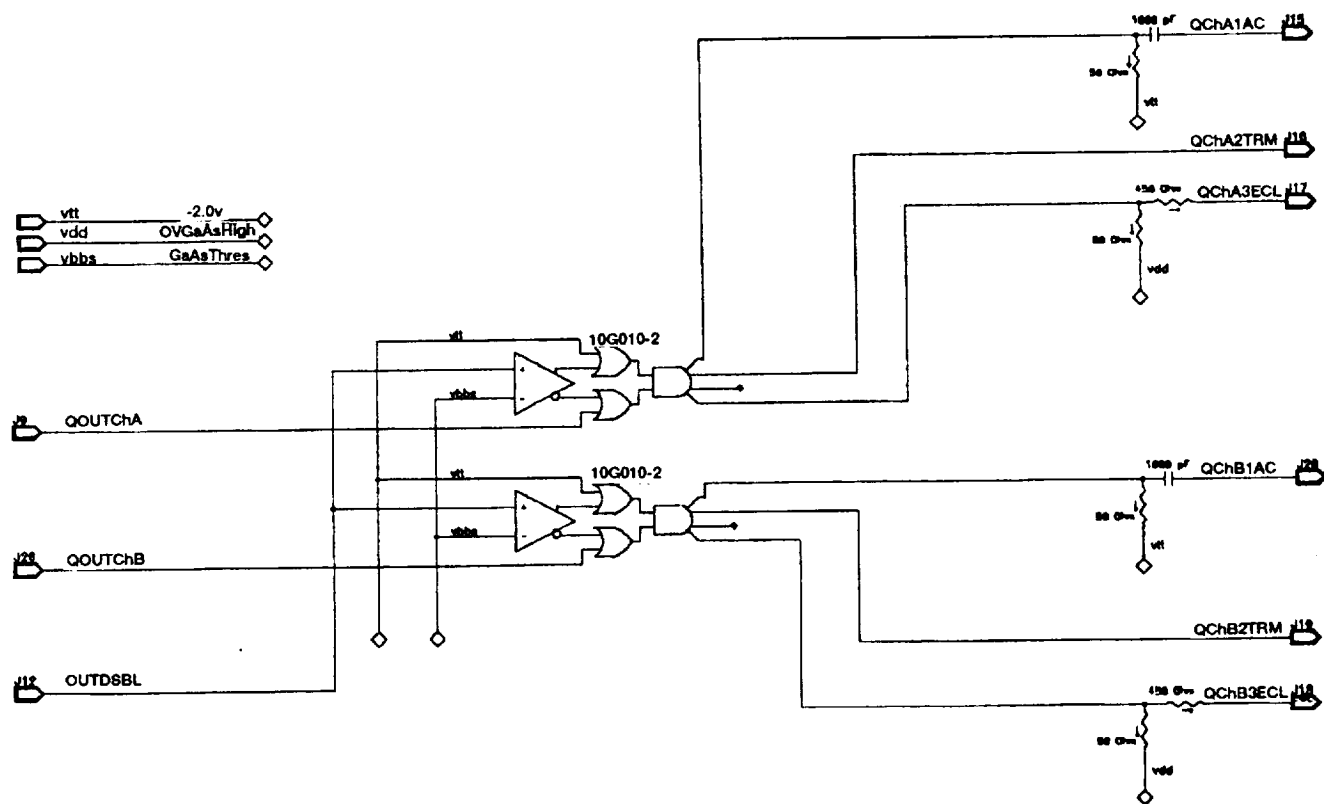 1000 pf QChA1AC J15
50 Ohm
vtt
QChA2TRM J16
450 Ohm QChA3ECL J17
50 Ohm
vdd
vtt -2.0v
vdd OVGaAsHigh
vbbs GaAsThres
vtt 10G010-2
+
vbbs -
J9 QOUTChA
vtt 10G010-2
1000 pf QChB1AC
+
vbbs -
50 Ohm
vtt
QOUTChB
QChB2TRM J19
J12 OUTDSBL
450 Ohm QChB3ECL J18
50 Ohm
vdd